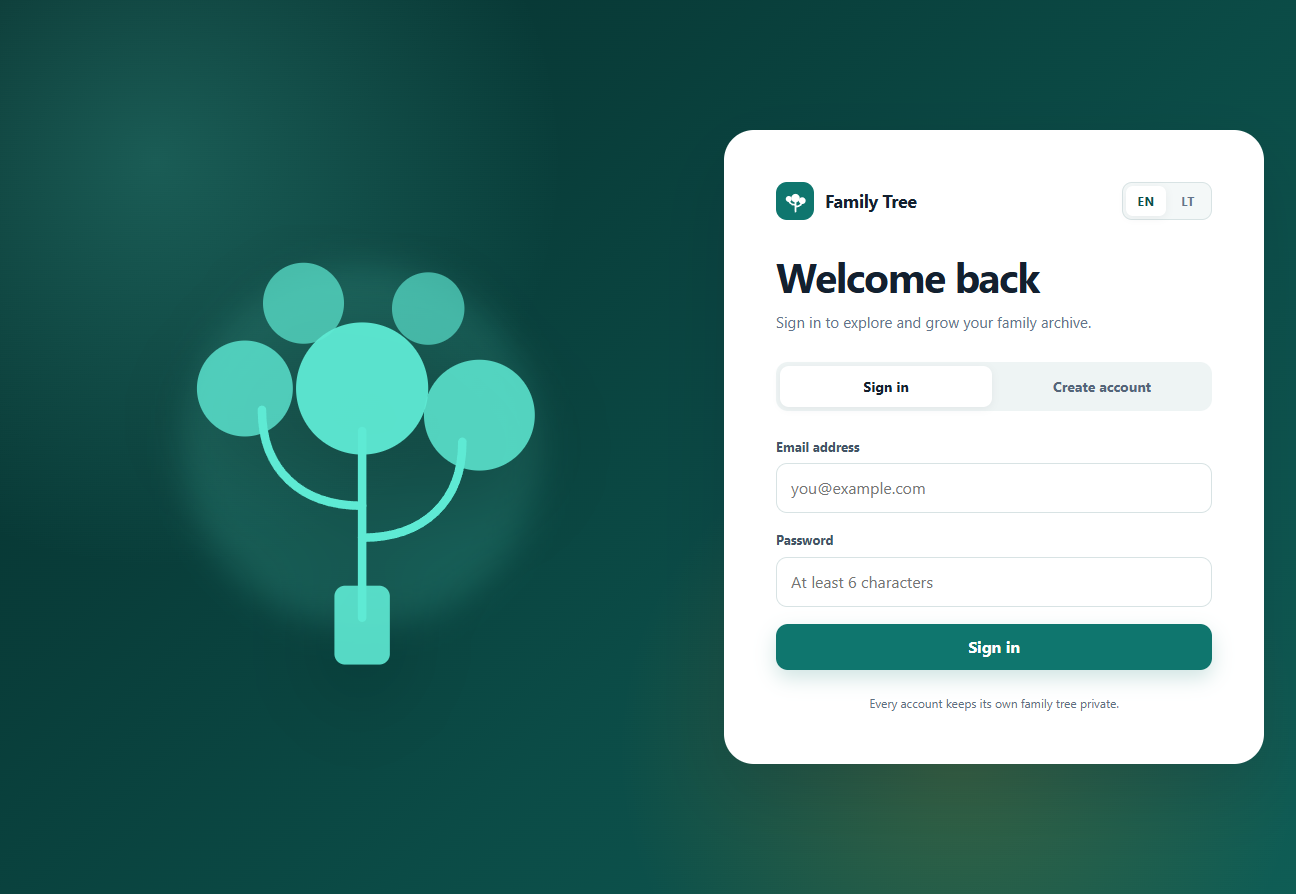 Family Tree
EN LT
Welcome back
Sign in to explore and grow your family archive.
Sign in Create account
Email address
you@example.com
Password
At least 6 characters
Sign in
Every account keeps its own family tree private.